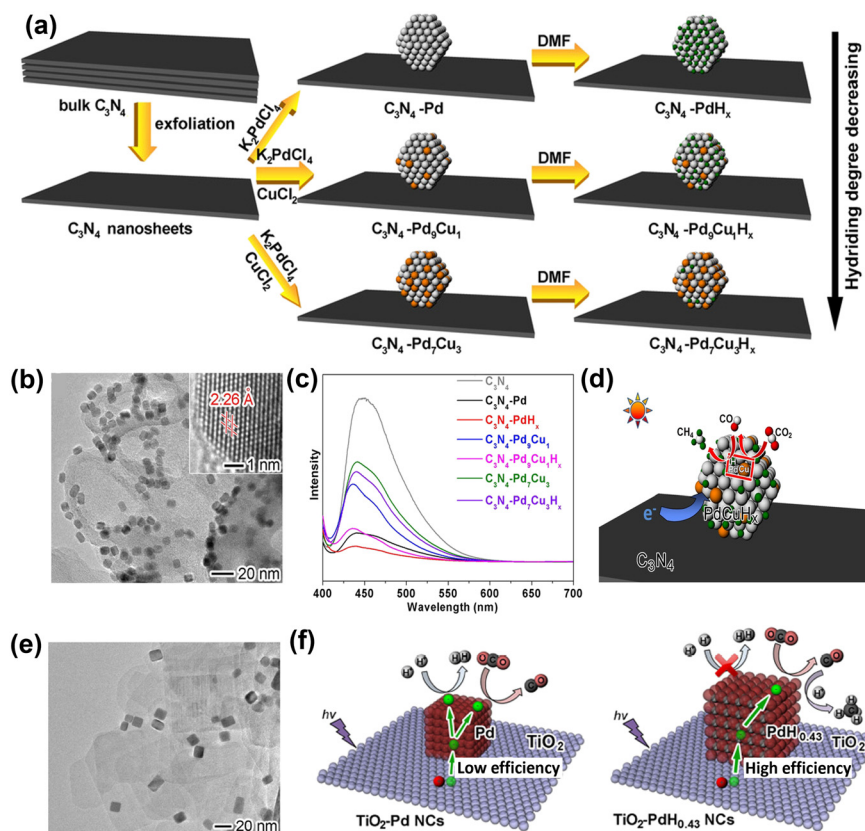 (a)
bulk C₃N₄
exfoliation
C₃N₄ nanosheets
K₂PdCl₄
K₂PdCl₄
CuCl₂
K₂PdCl₄
CuCl₂
C₃N₄ -Pd
DMF
C₃N₄ -PdHₓ
C₃N₄ -Pd₉Cu₁
DMF
C₃N₄ -Pd₉Cu₁Hₓ
C₃N₄ -Pd₇Cu₃
DMF
C₃N₄ -Pd₇Cu₃Hₓ
Hydriding degree decreasing
(b)
2.26 Å
1 nm
20 nm
(c)
Intensity
C₃N₄
C₃N₄-Pd
C₃N₄-PdHₓ
C₃N₄-Pd₉Cu₁
C₃N₄-Pd₉Cu₁Hₓ
C₃N₄-Pd₇Cu₃
C₃N₄-Pd₇Cu₃Hₓ
400 450 500 550 600 650 700
Wavelength (nm)
(d)
CH₄
CO
CO₂
H
PdCu
PdCuHₓ
e⁻
C₃N₄
(e)
20 nm
(f)
H⁺
H H
O C O
C O
hν
Pd
TiO₂
Low efficiency
TiO₂-Pd NCs
H⁺
H H
O C O
C O
H⁺
hν
PdH₀.₄₃
TiO₂
High efficiency
TiO₂-PdH₀.₄₃ NCs